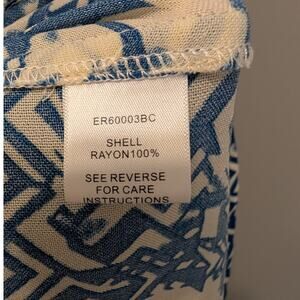 ER60003BC
SHELL
RAYON100%
SEE REVERSE
FOR CARE
INSTRUCTIONS